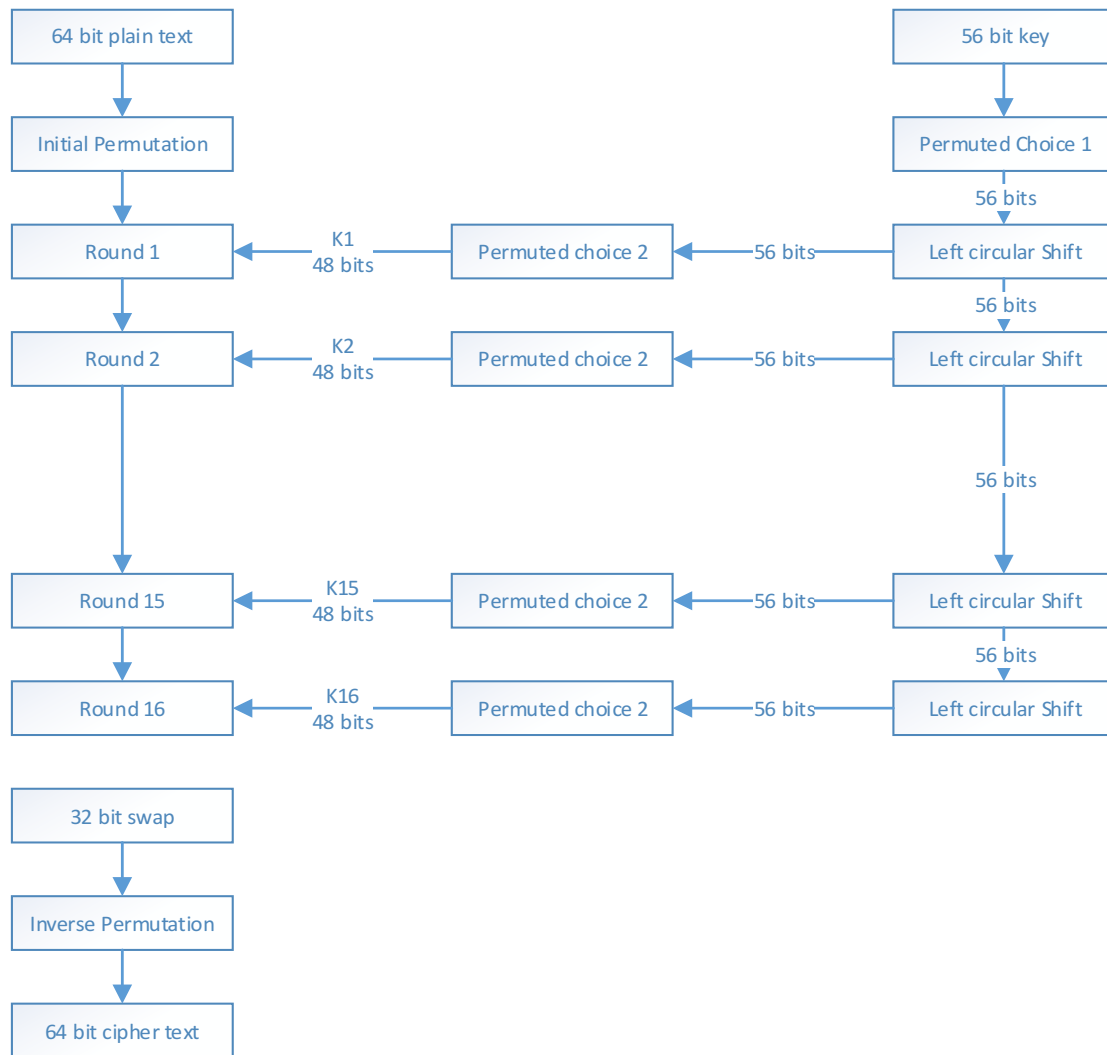 64 bit plain text
56 bit key
Initial Permutation
Permuted Choice 1
56 bits
Round 1
K1
48 bits
Permuted choice 2
56 bits
Left circular Shift
56 bits
Round 2
K2
48 bits
Permuted choice 2
56 bits
Left circular Shift
56 bits
Round 15
K15
48 bits
Permuted choice 2
56 bits
Left circular Shift
56 bits
Round 16
K16
48 bits
Permuted choice 2
56 bits
Left circular Shift
32 bit swap
Inverse Permutation
64 bit cipher text